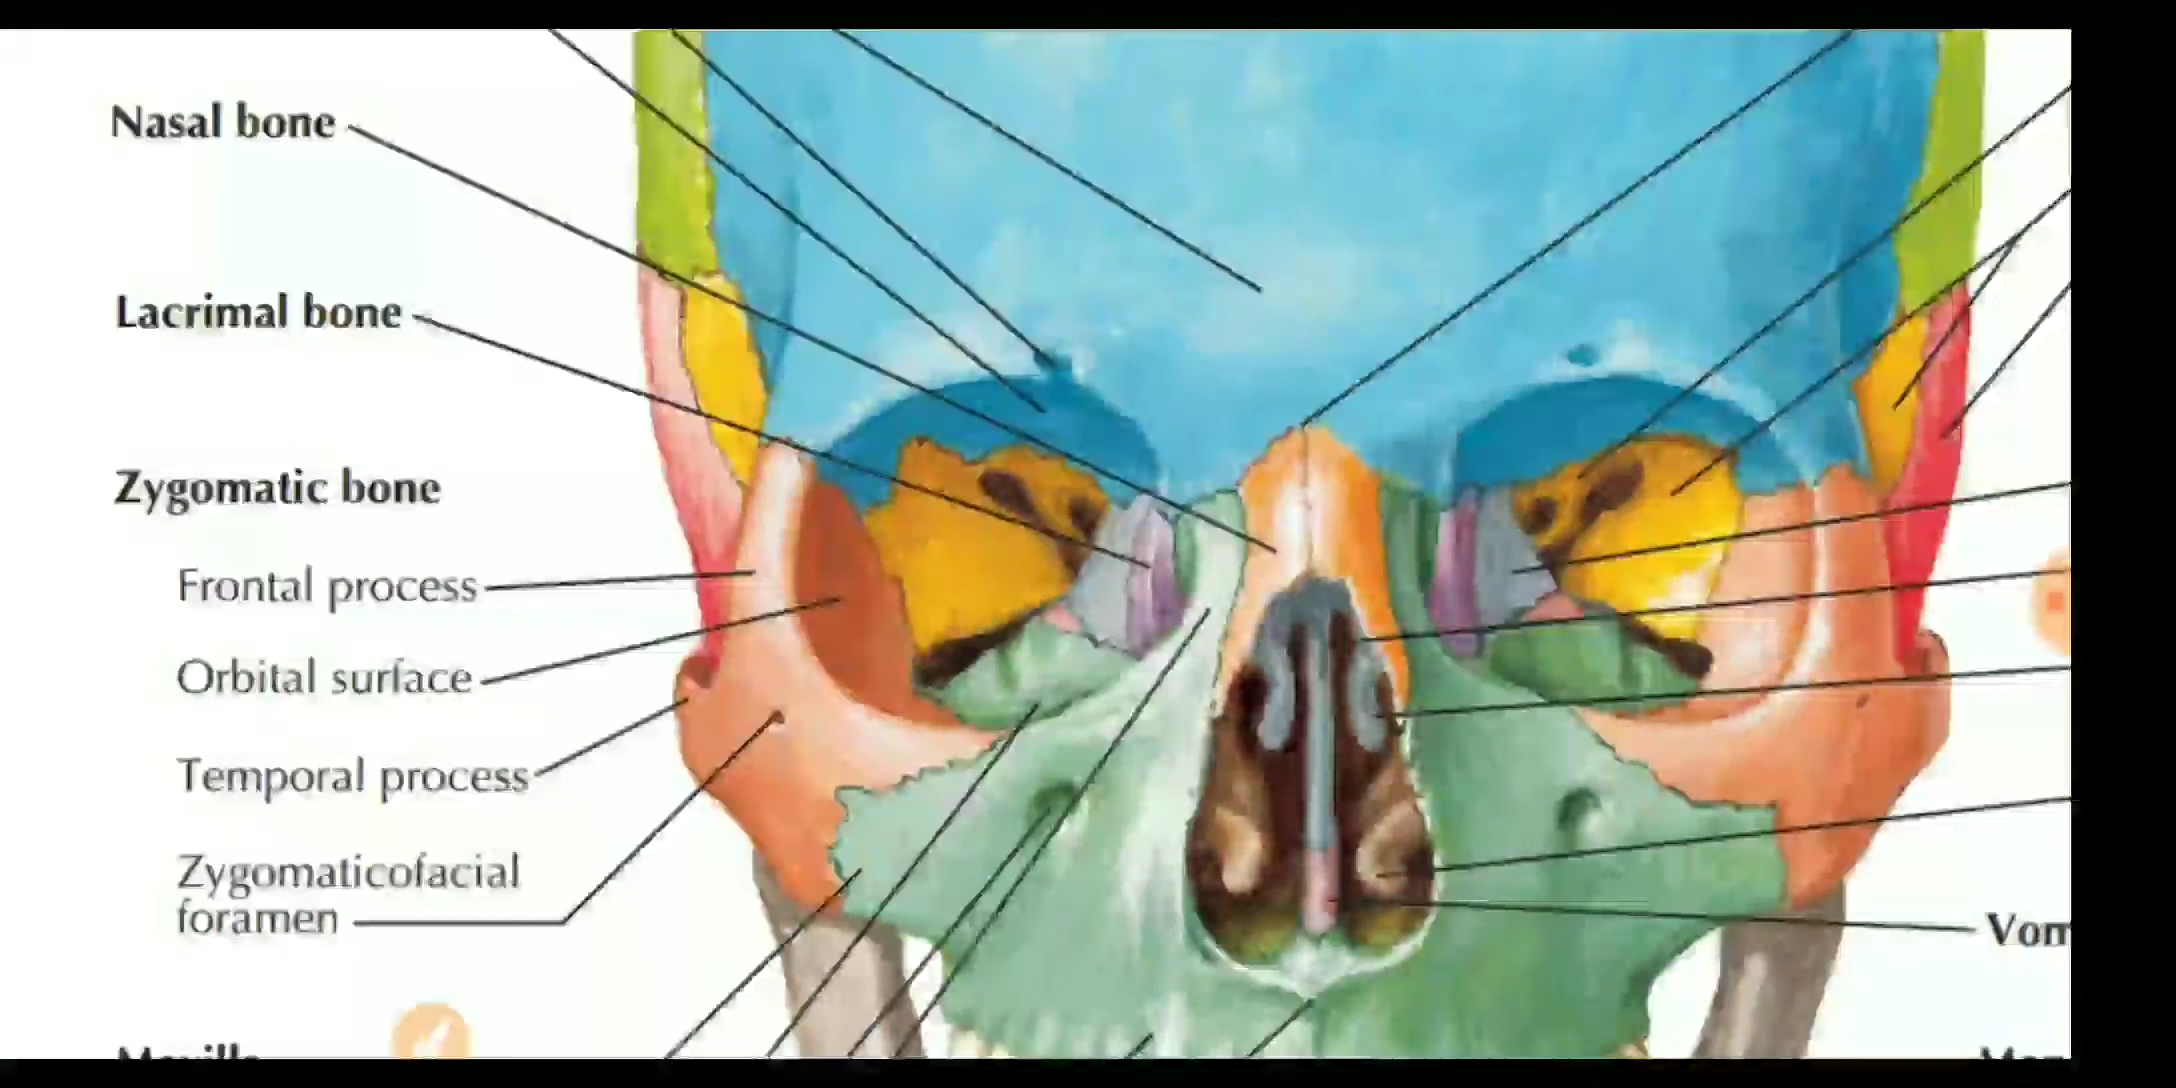 Nasal bone
Lacrimal bone
Zygomatic bone
Frontal process
Orbital surface
Temporal process
Zygomaticofacial
foramen